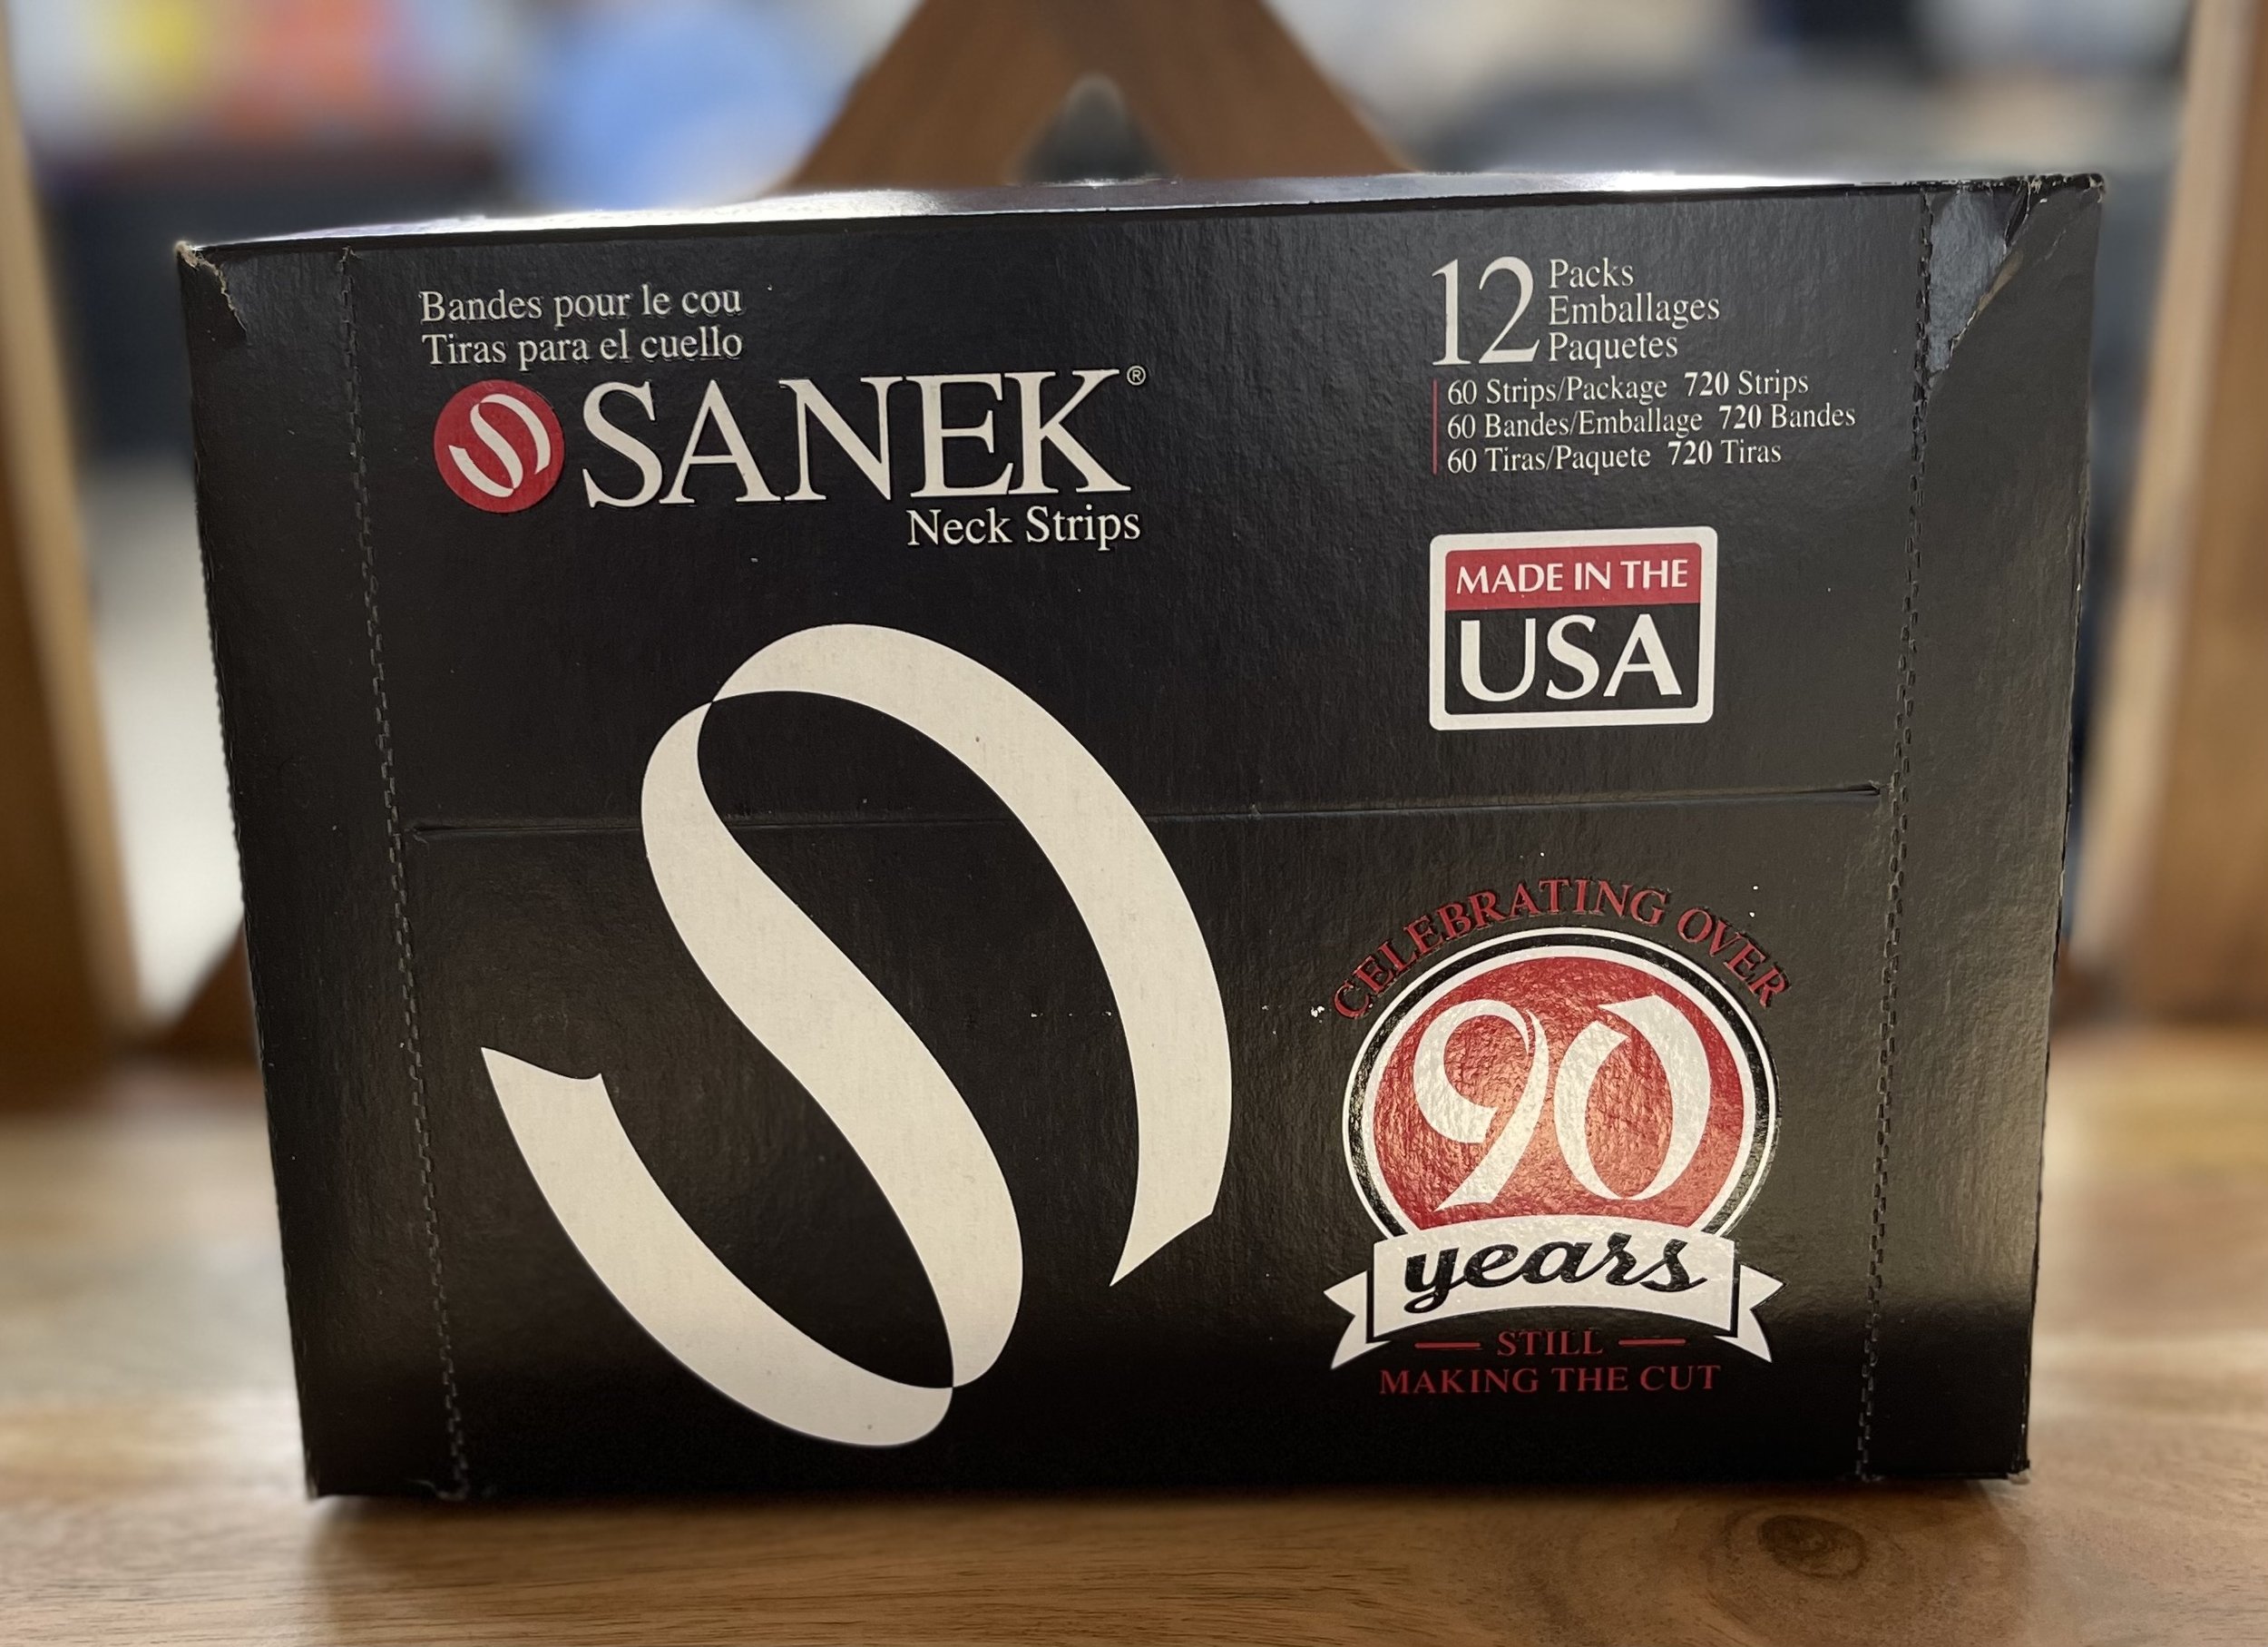 Bandes pour le cou
Tiras para el cuello
SANEK®
Neck Strips
12 Packs
Emballages
Paquetes
60 Strips/Package 720 Strips
60 Bandes/Emballage 720 Bandes
60 Tiras/Paquete 720 Tiras
MADE IN THE
USA
CELEBRATING OVER
90
years
STILL
MAKING THE CUT